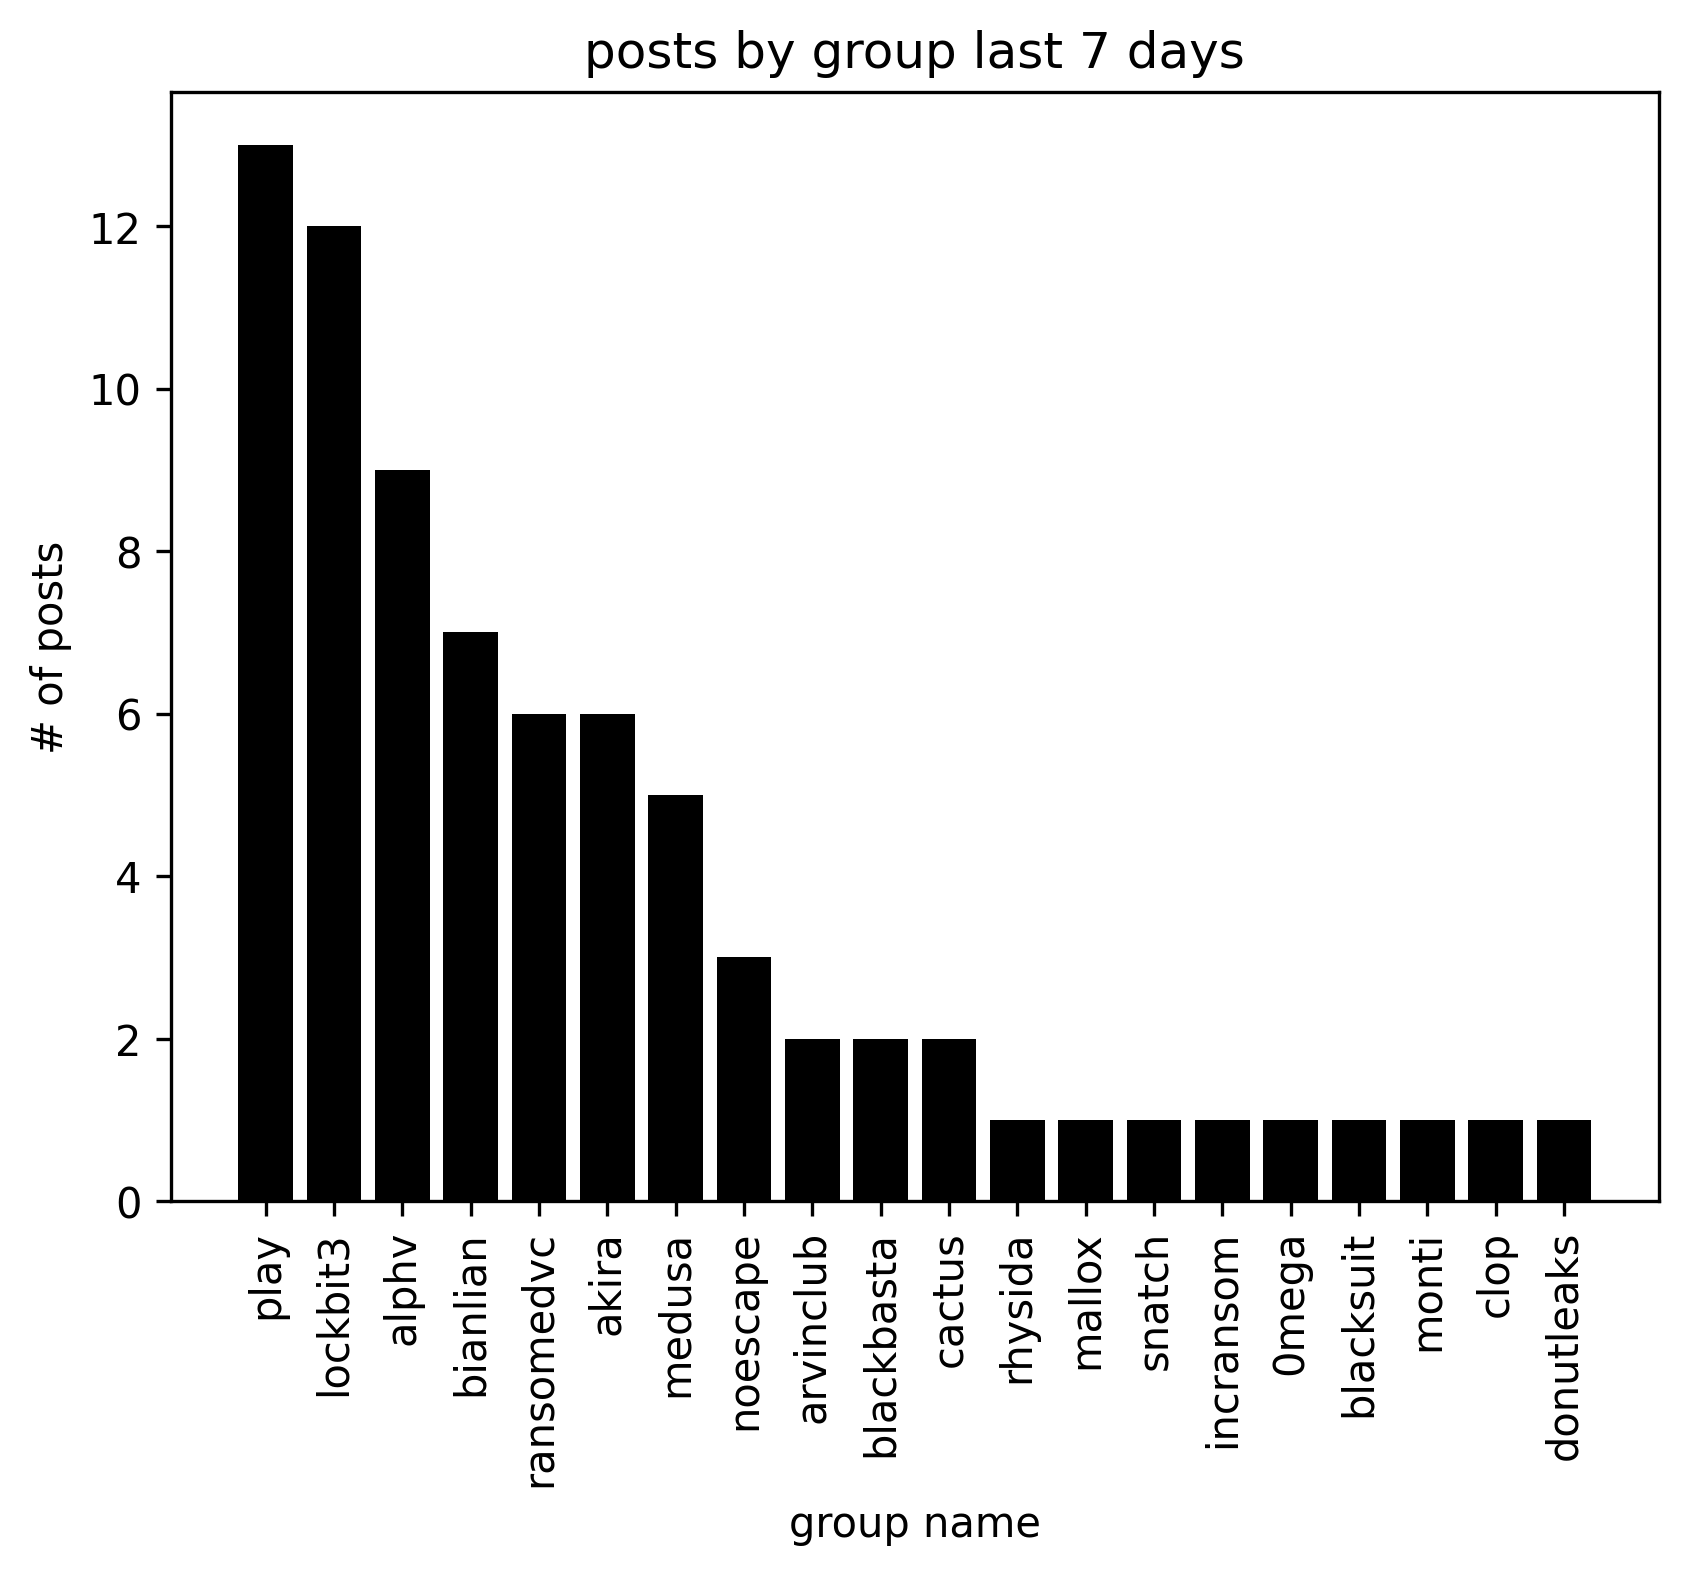 posts by group last 7 days
# of posts
12
10
8
6
4
2
0
play
lockbit3
alphv
bianlian
ransomedvc
akira
medusa
noescape
arvinclub
blackbasta
cactus
rhysida
mallox
snatch
incransom
0mega
blacksuit
monti
clop
donutleaks
group name